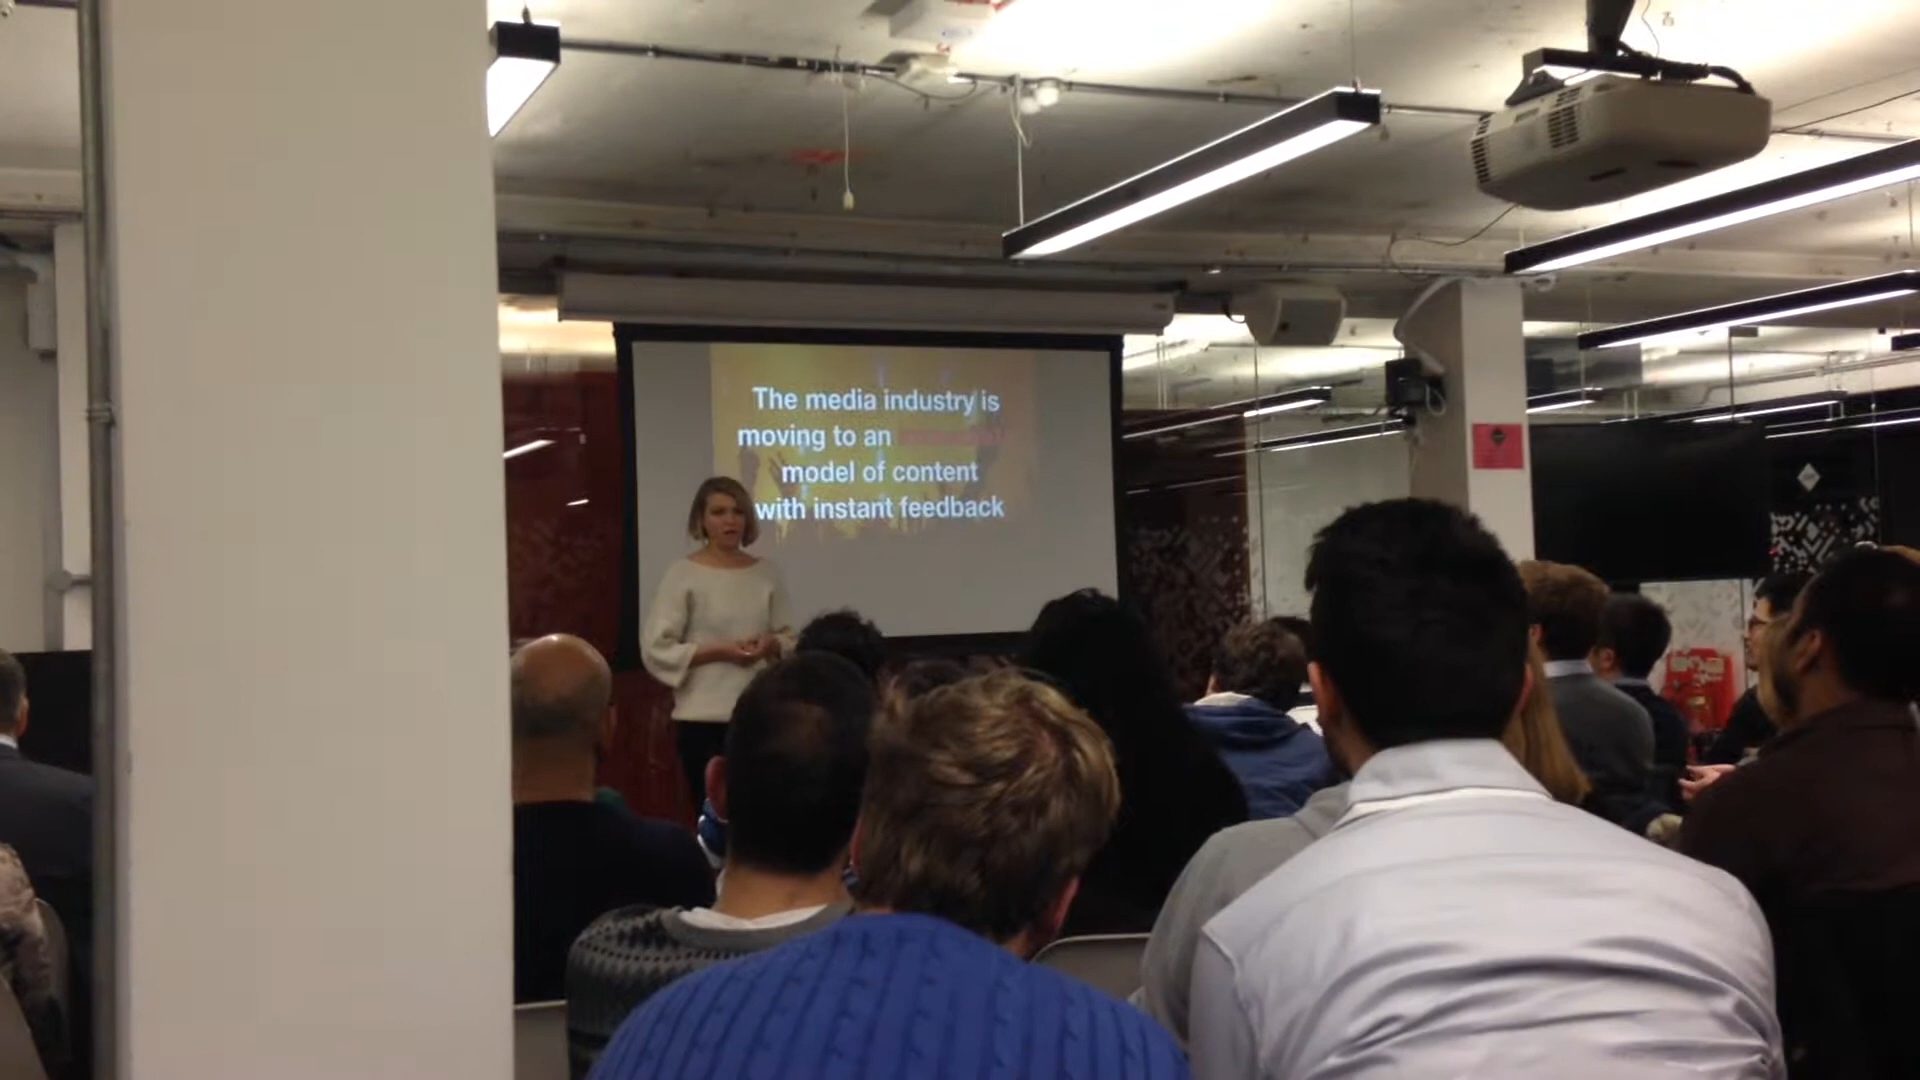 The media industry is
moving to an
model of content
with instant feedback